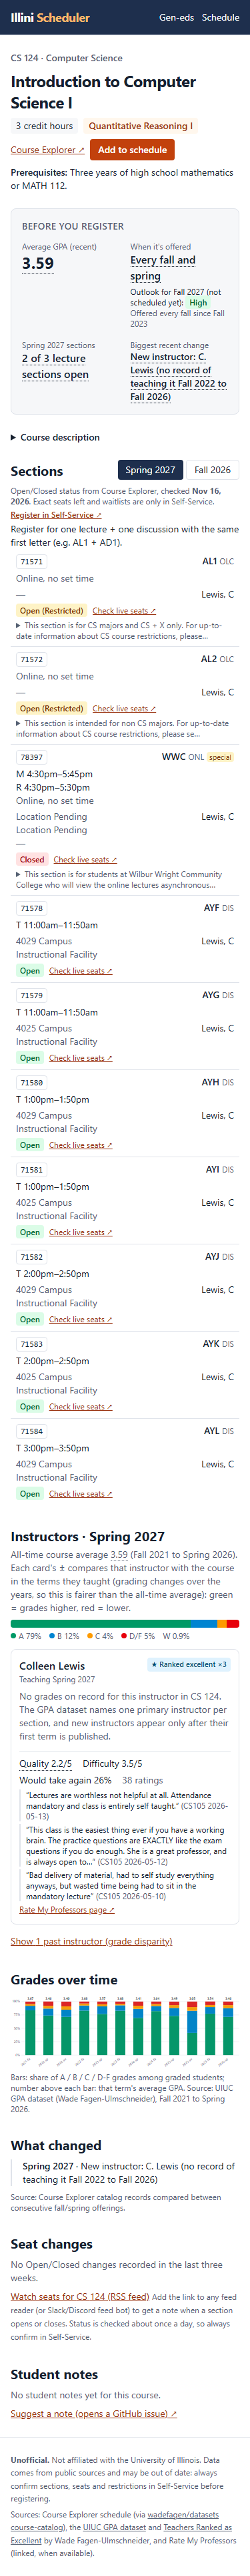 Illini Scheduler
Gen-eds Schedule
CS 124 · Computer Science
Introduction to Computer
Science I
3 credit hours Quantitative Reasoning I
Course Explorer ↗ Add to schedule
Prerequisites: Three years of high school mathematics
or MATH 112.
BEFORE YOU REGISTER
Average GPA (recent)
3.59
When it's offered
Every fall and
spring
Outlook for Fall 2027 (not
scheduled yet): High
Offered every fall since Fall
2023
Spring 2027 sections
2 of 3 lecture
sections open
Biggest recent change
New instructor: C.
Lewis (no record of
teaching it Fall 2022 to
Fall 2026)
▶ Course description
Sections
Spring 2027 Fall 2026
Open/Closed status from Course Explorer, checked Nov 16,
2026. Exact seats left and waitlists are only in Self-Service.
Register in Self-Service ↗
Register for one lecture + one discussion with the same
first letter (e.g. AL1 + AD1).
71571 AL1 OLC
Online, no set time
— Lewis, C
Open (Restricted) Check live seats ↗
▶ This section is for CS majors and CS + X only. For up-to-
date information about CS course restrictions, please...
71572 AL2 OLC
Online, no set time
— Lewis, C
Open (Restricted) Check live seats ↗
▶ This section is intended for non CS majors. For up-to-date
information about CS course restrictions, please se...
78397 WWC ONL special
M 4:30pm–5:45pm
R 4:30pm–5:30pm
Online, no set time
Location Pending Lewis, C
Location Pending
—
Closed Check live seats ↗
▶ This section is for students at Wilbur Wright Community
College who will view the online lectures asynchronous...
71578 AYF DIS
T 11:00am–11:50am
4029 Campus Lewis, C
Instructional Facility
Open Check live seats ↗
71579 AYG DIS
T 11:00am–11:50am
4025 Campus Lewis, C
Instructional Facility
Open Check live seats ↗
71580 AYH DIS
T 1:00pm–1:50pm
4029 Campus Lewis, C
Instructional Facility
Open Check live seats ↗
71581 AYI DIS
T 1:00pm–1:50pm
4025 Campus Lewis, C
Instructional Facility
Open Check live seats ↗
71582 AYJ DIS
T 2:00pm–2:50pm
4029 Campus Lewis, C
Instructional Facility
Open Check live seats ↗
71583 AYK DIS
T 2:00pm–2:50pm
4025 Campus Lewis, C
Instructional Facility
Open Check live seats ↗
71584 AYL DIS
T 3:00pm–3:50pm
4029 Campus Lewis, C
Instructional Facility
Open Check live seats ↗
Instructors · Spring 2027
All-time course average 3.59 (Fall 2021 to Spring 2026).
Each card's ± compares that instructor with the course
in the terms they taught (grading changes over the
years, so this is fairer than the all-time average): green
= grades higher, red = lower.
A 79% B 12% C 4% D/F 5% W 0.9%
Colleen Lewis ★ Ranked excellent ×3
Teaching Spring 2027
No grades on record for this instructor in CS 124.
The GPA dataset names one primary instructor per
section, and new instructors appear only after their
first term is published.
Quality 2.2/5 Difficulty 3.5/5
Would take again 26% 38 ratings
"Lectures are worthless not helpful at all. Attendance
mandatory and class is entirely self taught." (CS105 2026-
05-13)
"This class is the easiest thing ever if you have a working
brain. The practice questions are EXACTLY like the exam
questions if you do enough. She is a great professor, and
is always open to..." (CS105 2026-05-12)
"Bad delivery of material, had to self study everything
anyways, but wasted time being had to sit in the
mandatory lecture" (CS105 2026-05-10)
Rate My Professors page ↗
Show 1 past instructor (grade disparity)
Grades over time
Bars: share of A / B / C / D-F grades among graded students;
number above each bar: that term's average GPA. Source: UIUC
GPA dataset (Wade Fagen-Ulmschneider), Fall 2021 to Spring
2026.
What changed
Spring 2027 · New instructor: C. Lewis (no record of
teaching it Fall 2022 to Fall 2026)
Source: Course Explorer catalog records compared between
consecutive fall/spring offerings.
Seat changes
No Open/Closed changes recorded in the last three
weeks.
Watch seats for CS 124 (RSS feed) Add the link to any feed
reader (or Slack/Discord feed bot) to get a note when a section
opens or closes. Status is checked about once a day, so always
confirm in Self-Service.
Student notes
No student notes yet for this course.
Suggest a note (opens a GitHub issue) ↗
Unofficial. Not affiliated with the University of Illinois. Data
comes from public sources and may be out of date: always
confirm sections, seats and restrictions in Self-Service before
registering.
Sources: Course Explorer schedule (via wadefagen/datasets
course-catalog), the UIUC GPA dataset and Teachers Ranked as
Excellent by Wade Fagen-Ulmschneider, and Rate My Professors
(linked, when available).